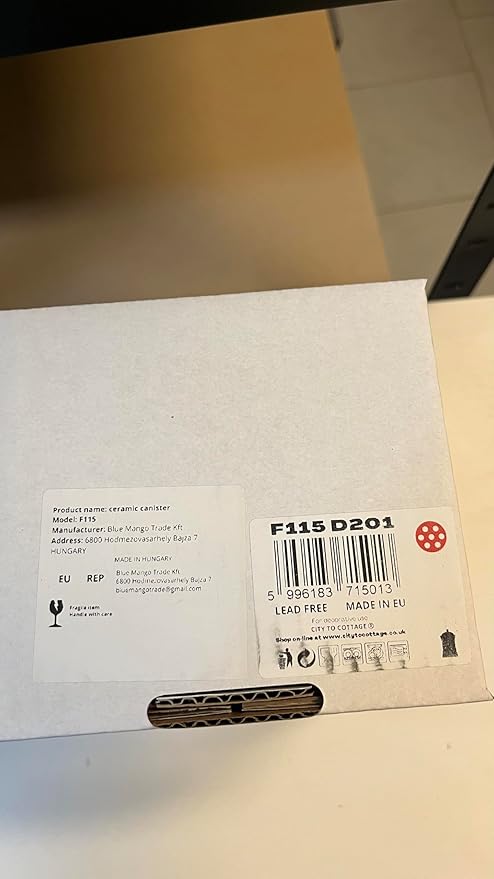 Product name: ceramic canister
Model: F115
Manufacturer: Blue Mango Trade Kft
Address: 6800 Hodmezovasarhely Bajza 7
HUNGARY
MADE IN HUNGARY
EU REP
Blue Mango Trade Kft
6800 Hodmezovasarhely Bajza 7
bluemangotrade@gmail.com
Fragile item
Handle with care
F115 D201
5 996183 715013
LEAD FREE MADE IN EU
For decorative use
CITY TO COTTAGE ®
Shop on-line at www.citytocottage.co.uk